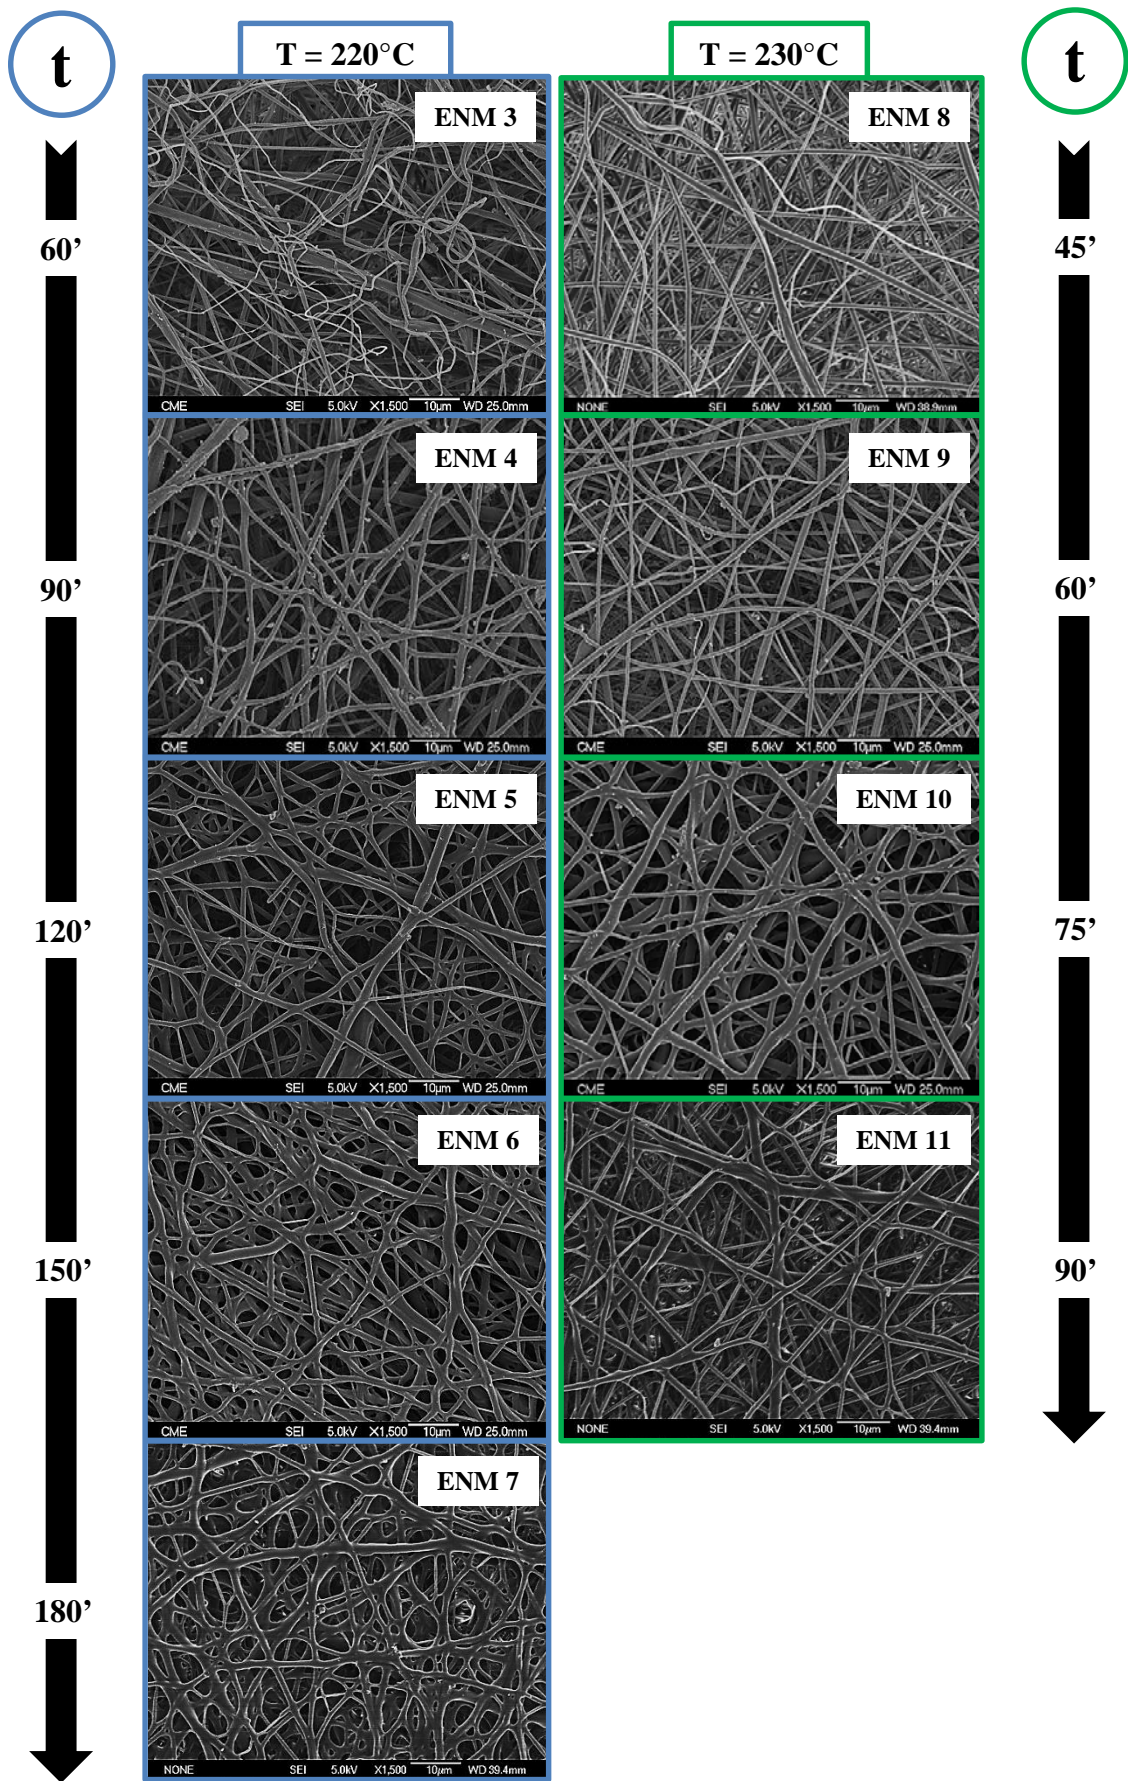 t
T = 220°C
T = 230°C
t
ENM 3
ENM 8
60’
45’
CME SEI 5.0kV X1,500 10µm WD 25.0mm
NONE SEI 5.0kV X1,500 10µm WD 38.9mm
ENM 4
ENM 9
90’
60’
CME SEI 5.0kV X1,500 10µm WD 25.0mm
CME SEI 5.0kV X1,500 10µm WD 25.0mm
ENM 5
ENM 10
120’
75’
CME SEI 5.0kV X1,500 10µm WD 25.0mm
CME SEI 5.0kV X1,500 10µm WD 25.0mm
ENM 6
ENM 11
150’
90’
CME SEI 5.0kV X1,500 10µm WD 25.0mm
NONE SEI 5.0kV X1,500 10µm WD 39.4mm
ENM 7
180’
NONE SEI 5.0kV X1,500 10µm WD 39.4mm